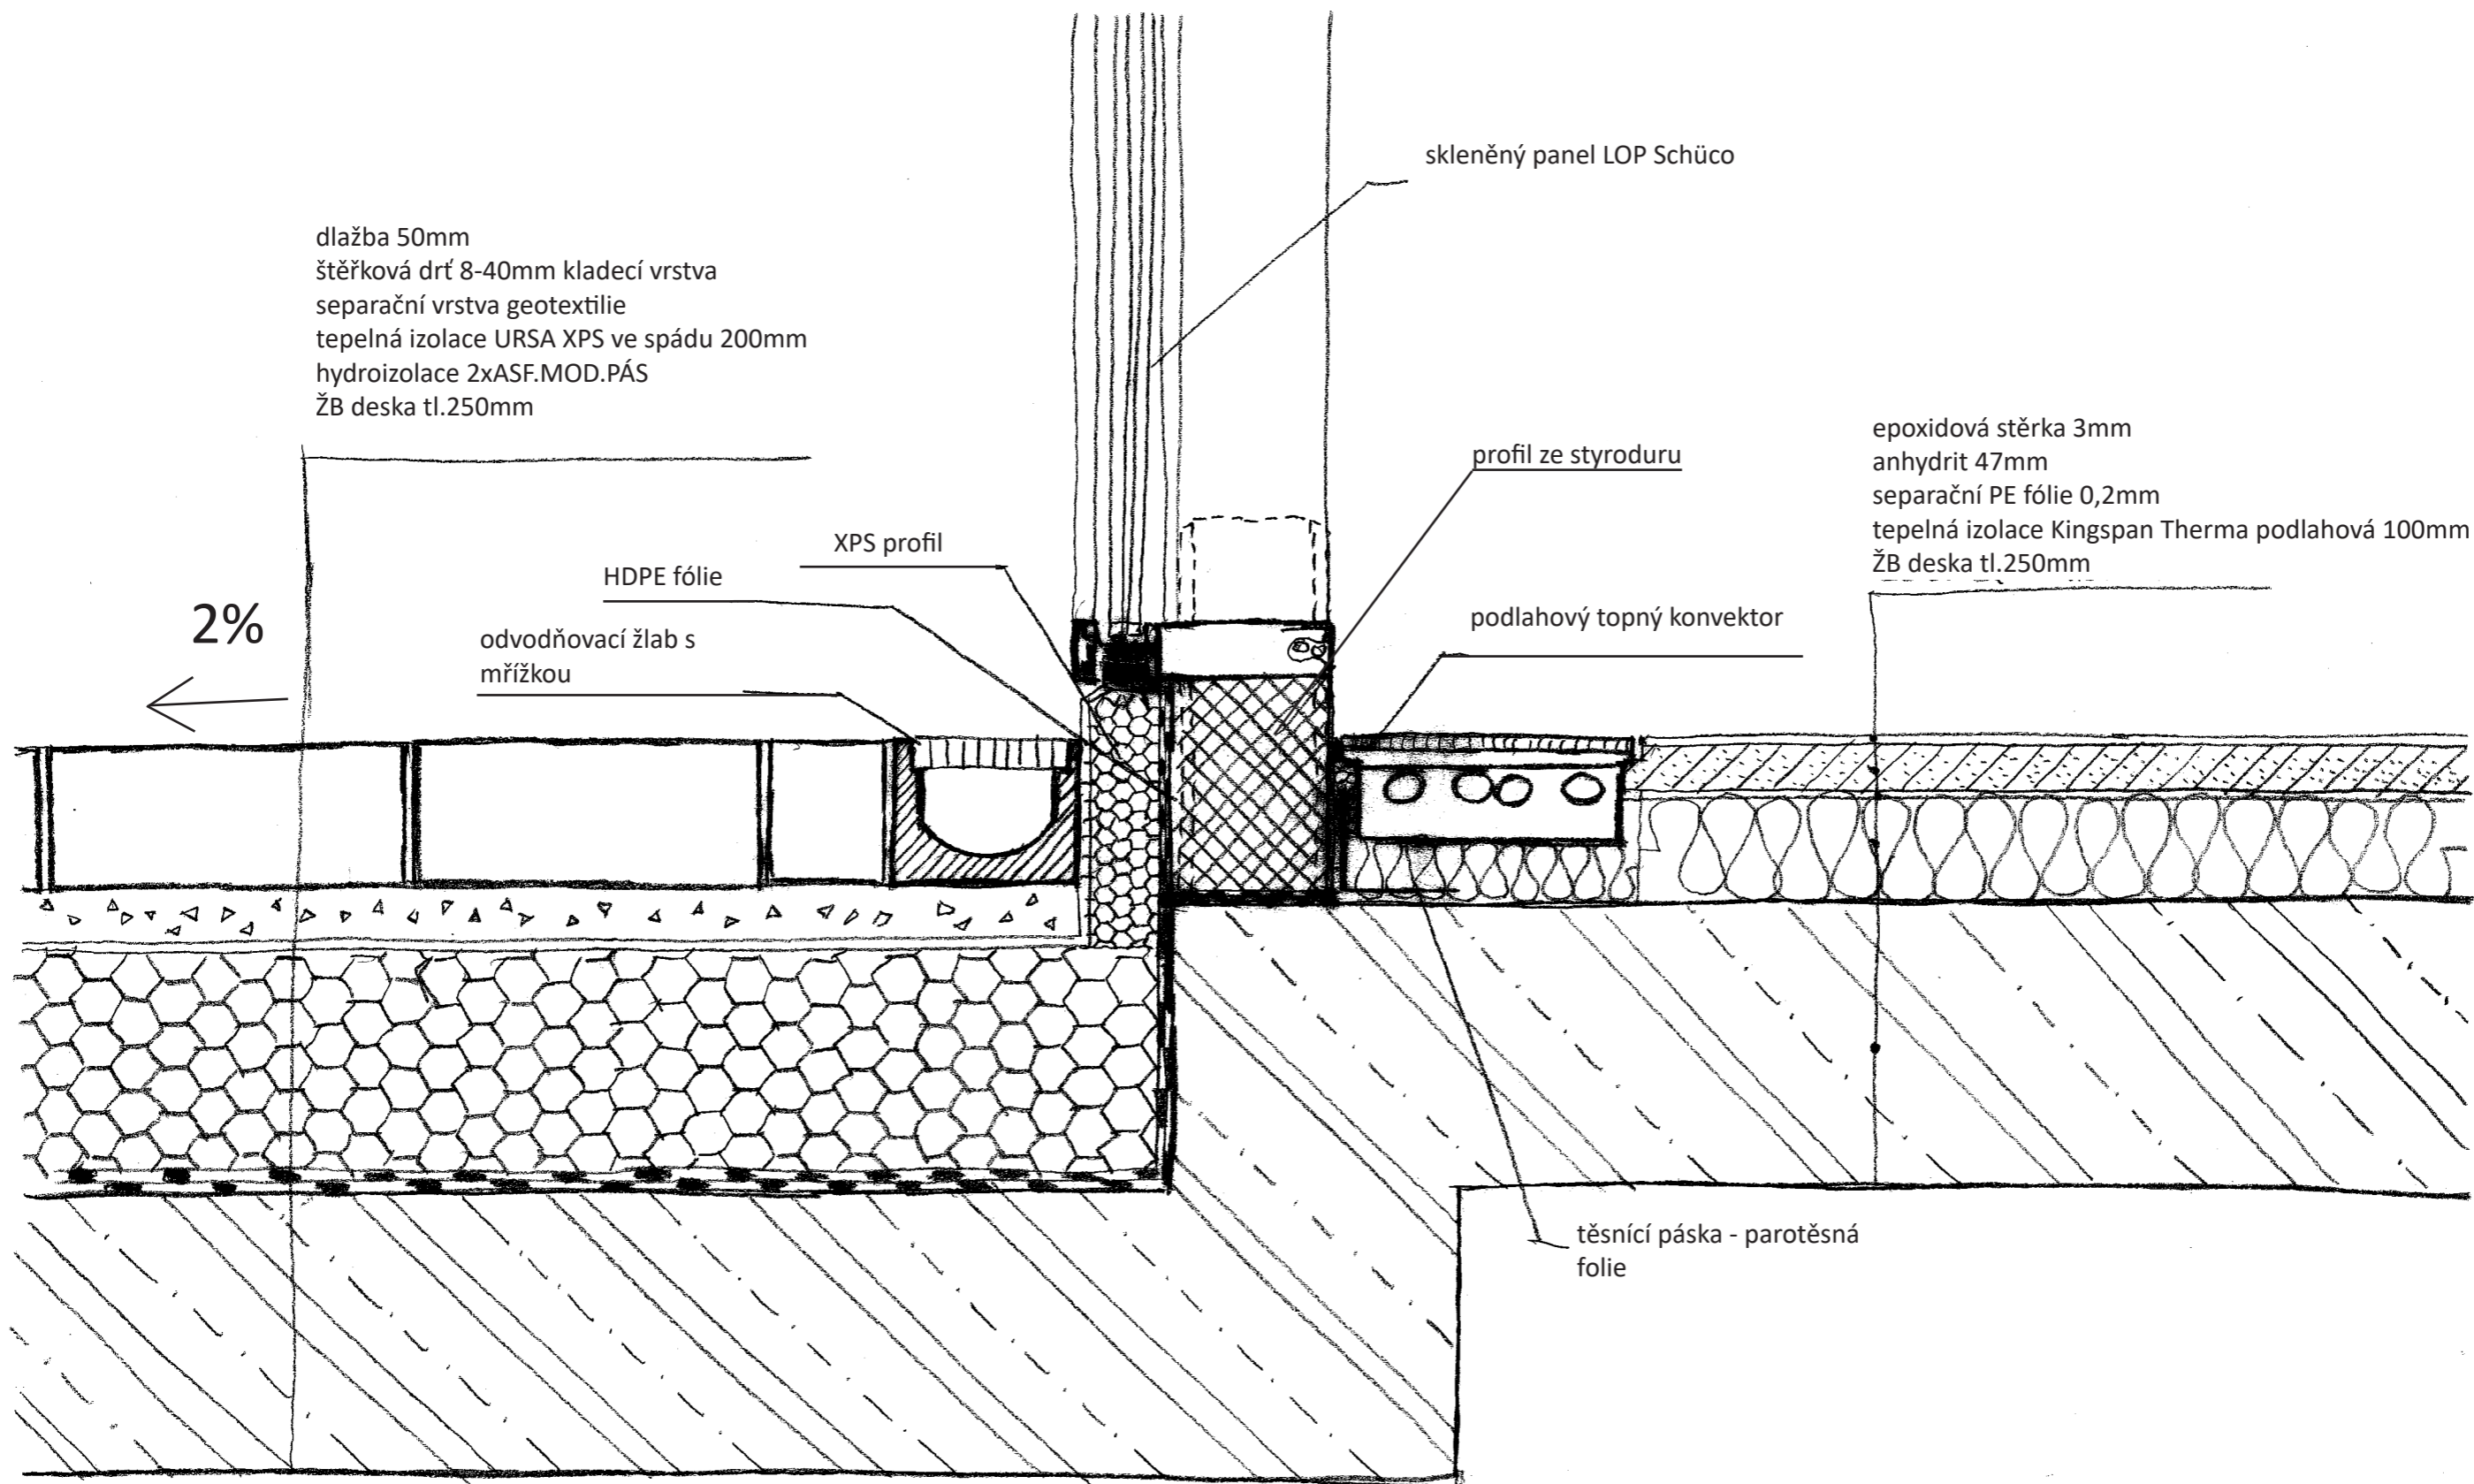 skleněný panel LOP Schüco
dlažba 50mm
štěřková drť 8-40mm kladecí vrstva
separační vrstva geotextilie
tepelná izolace URSA XPS ve spádu 200mm
hydroizolace 2xASF.MOD.PÁS
ŽB deska tl.250mm
epoxidová stěrka 3mm
anhydrit 47mm
separační PE fólie 0,2mm
tepelná izolace Kingspan Therma podlahová 100mm
ŽB deska tl.250mm
profil ze styroduru
XPS profil
HDPE fólie
2%
odvodňovací žlab s
mřížkou
podlahový topný konvektor
těsnící páska - parotěsná
folie